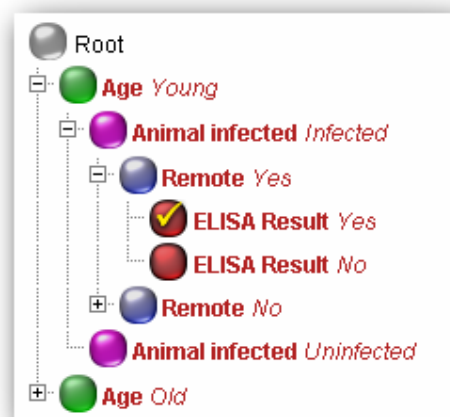 Root
Age Young
Animal infected Infected
Remote Yes
ELISA Result Yes
ELISA Result No
Remote No
Animal infected Uninfected
Age Old